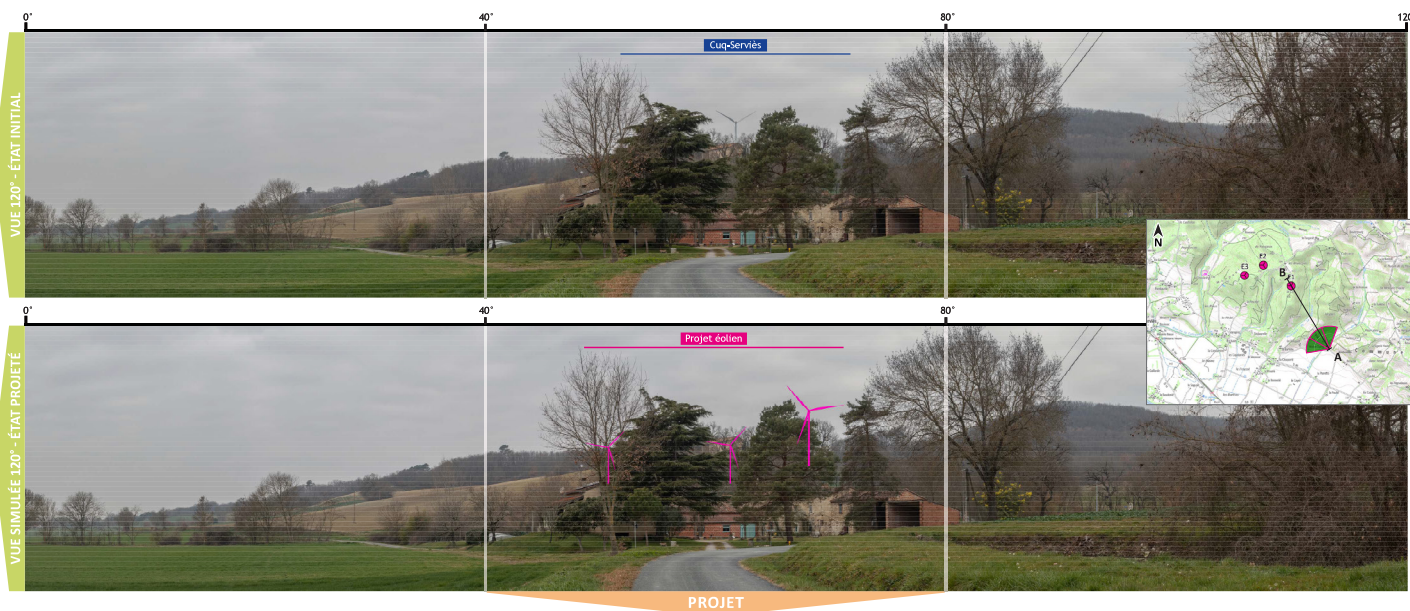 0° 40° 80° 120
VUE 120° - ÉTAT INITIAL
Cuq-Serviès
N
E3 E2
B E1
A
0° 40° 80°
VUE SIMULÉE 120° - ÉTAT PROJETÉ
Projet éolien
PROJET